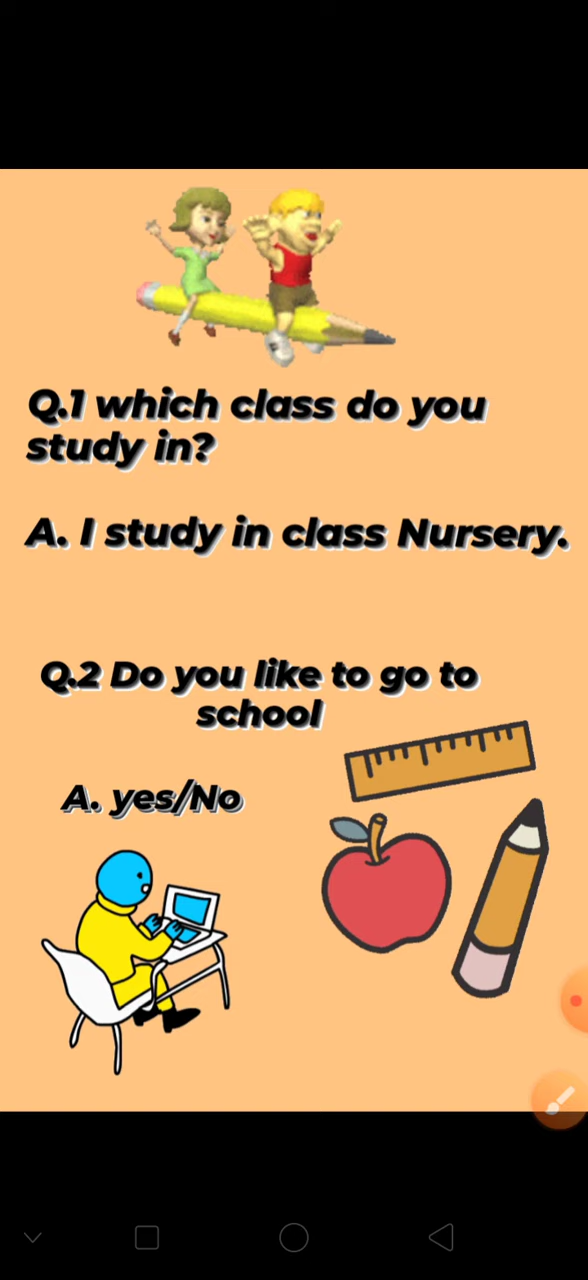 Q.1 which class do you
study in?
A. I study in class Nursery.
Q.2 Do you like to go to
school
A. yes/No